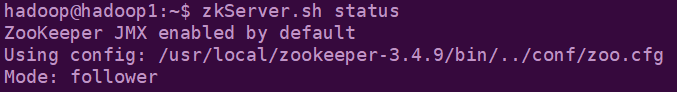 hadoop@hadoop1:~$ zkServer.sh status
ZooKeeper JMX enabled by default
Using config: /usr/local/zookeeper-3.4.9/bin/../conf/zoo.cfg
Mode: follower